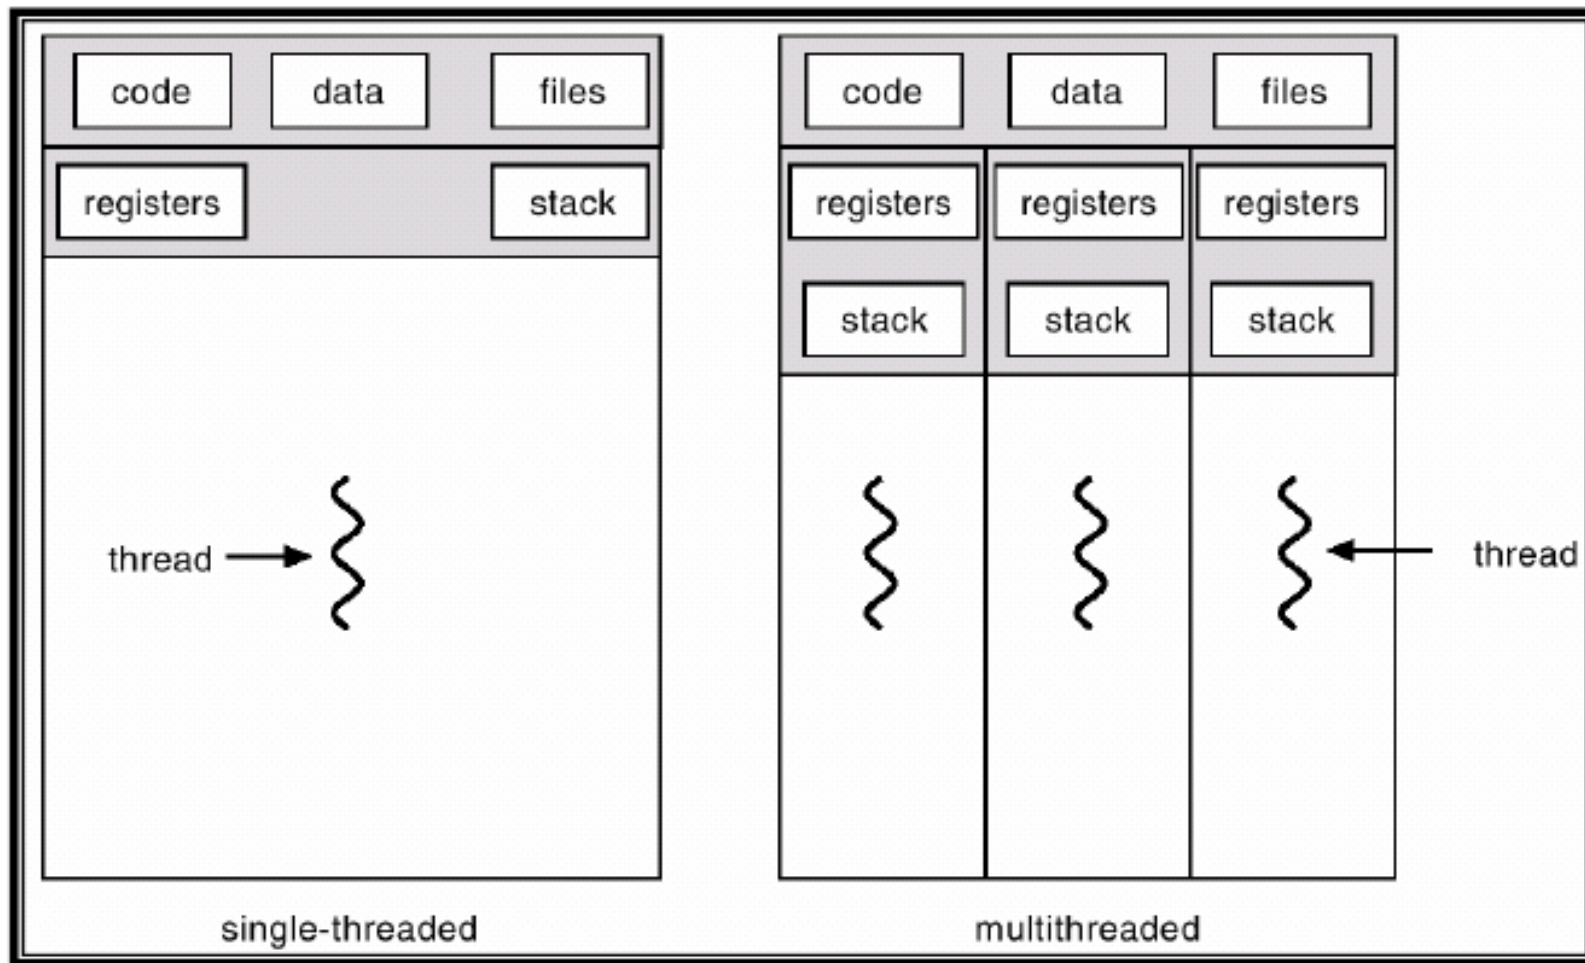 code data files
registers stack
thread
single-threaded
code data files
registers registers registers
stack stack stack
thread
multithreaded